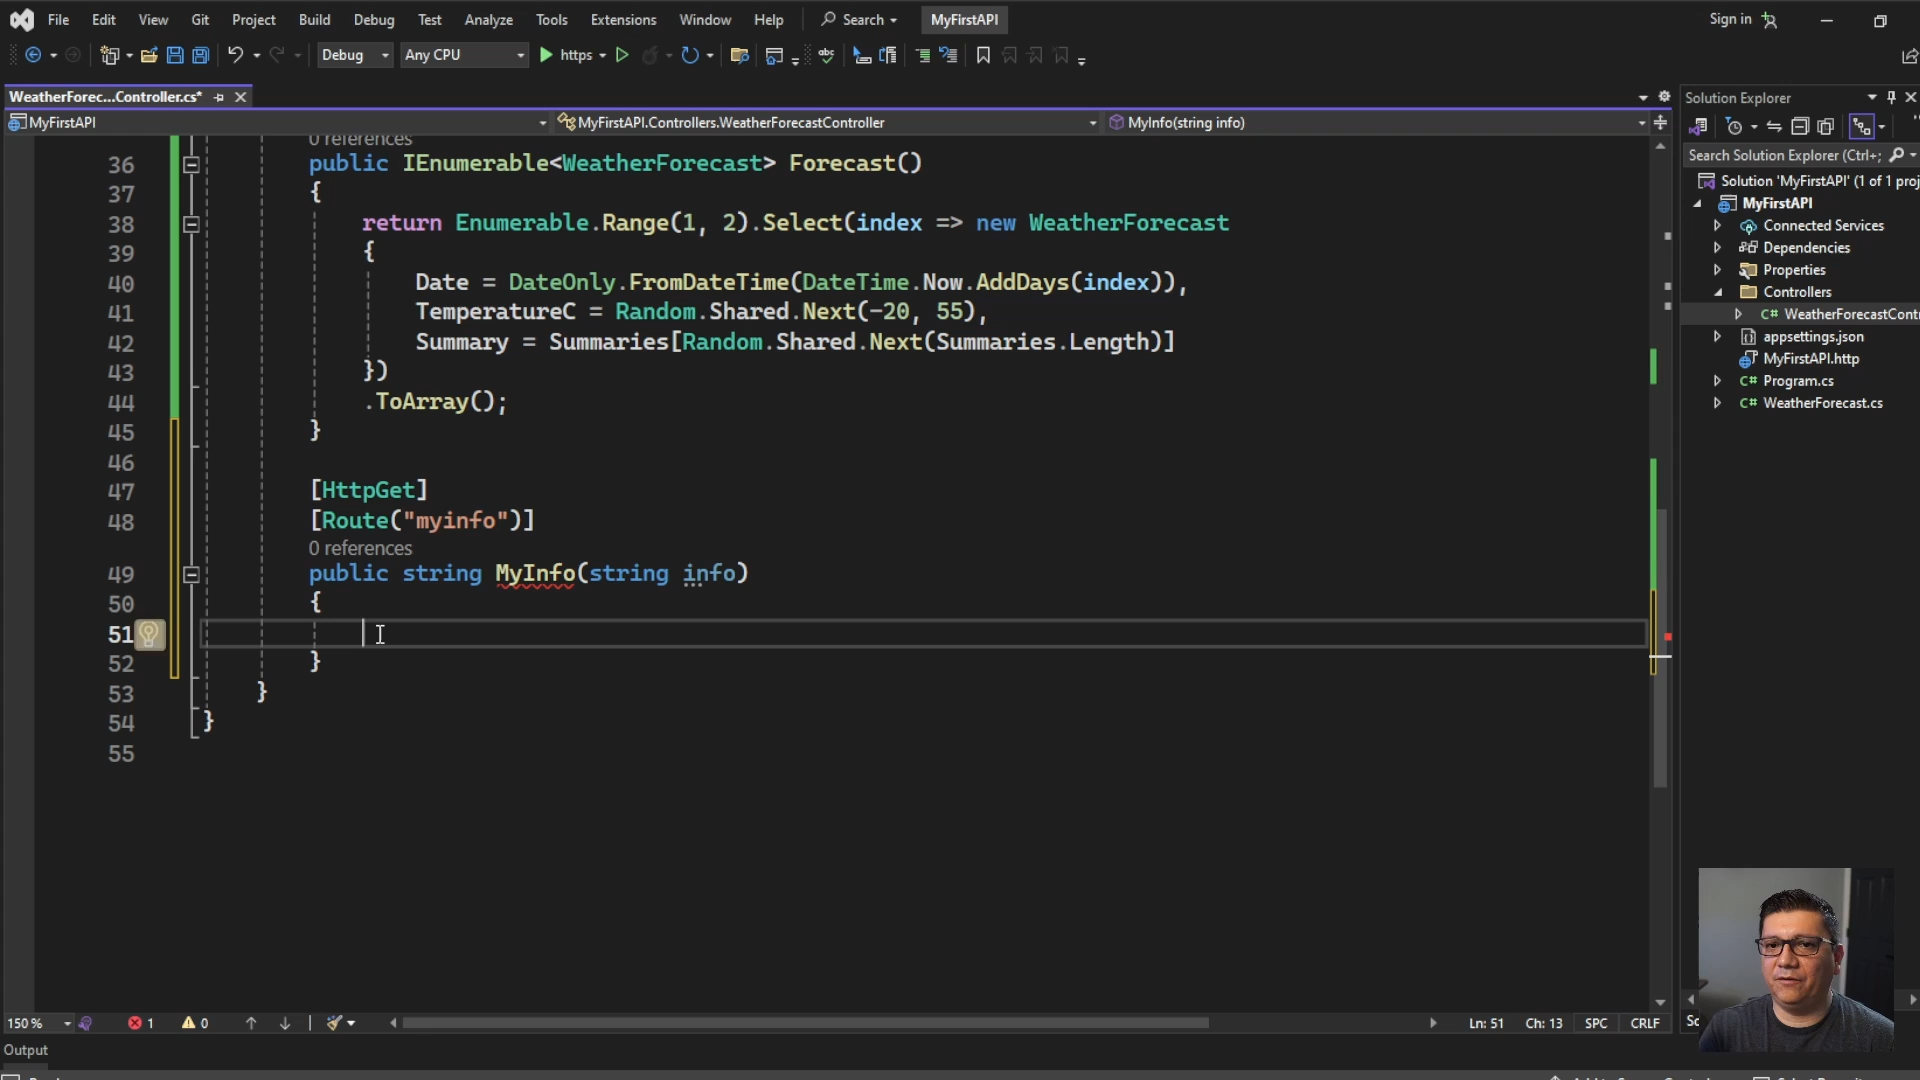 File Edit View Git Project Build Debug Test Analyze Tools Extensions Window Help Search MyFirstAPI Sign in
Debug Any CPU https
WeatherForec...Controller.cs*
MyFirstAPI MyFirstAPI.Controllers.WeatherForecastController MyInfo(string info)
0 references
36 public IEnumerable<WeatherForecast> Forecast()
37 {
38 return Enumerable.Range(1, 2).Select(index => new WeatherForecast
39 {
40 Date = DateOnly.FromDateTime(DateTime.Now.AddDays(index)),
41 TemperatureC = Random.Shared.Next(-20, 55),
42 Summary = Summaries[Random.Shared.Next(Summaries.Length)]
43 })
44 .ToArray();
45 }
46
47 [HttpGet]
48 [Route("myinfo")]
0 references
49 public string MyInfo(string info)
50 {
51
52 }
53 }
54 }
55
150 % 1 0 Ln: 51 Ch: 13 SPC CRLF
Output
Solution Explorer
Search Solution Explorer (Ctrl+;
Solution 'MyFirstAPI' (1 of 1 proj
MyFirstAPI
Connected Services
Dependencies
Properties
Controllers
C# WeatherForecastContr
appsettings.json
MyFirstAPI.http
C# Program.cs
C# WeatherForecast.cs